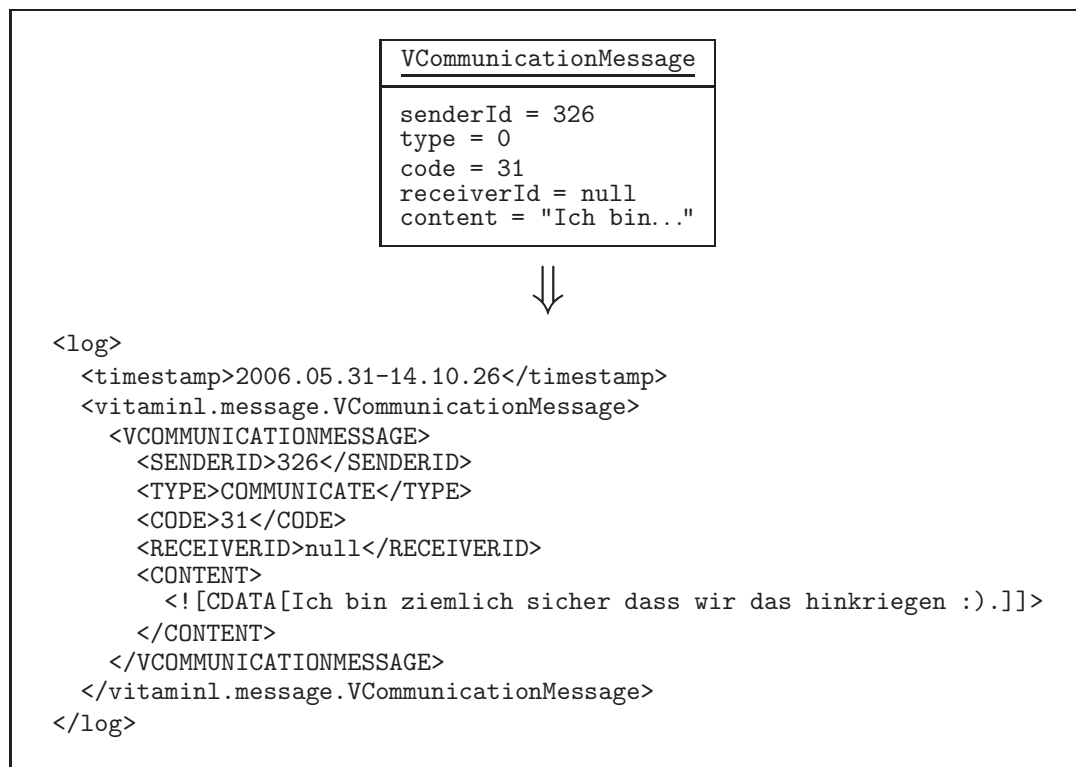 VCommunicationMessage
senderId = 326
type = 0
code = 31
receiverId = null
content = "Ich bin..."
<log>
<timestamp>2006.05.31-14.10.26</timestamp>
<vitaminl.message.VCommunicationMessage>
<VCOMMUNICATIONMESSAGE>
<SENDERID>326</SENDERID>
<TYPE>COMMUNICATE</TYPE>
<CODE>31</CODE>
<RECEIVERID>null</RECEIVERID>
<CONTENT>
<![CDATA[Ich bin ziemlich sicher dass wir das hinkriegen :).]]>
</CONTENT>
</VCOMMUNICATIONMESSAGE>
</vitaminl.message.VCommunicationMessage>
</log>